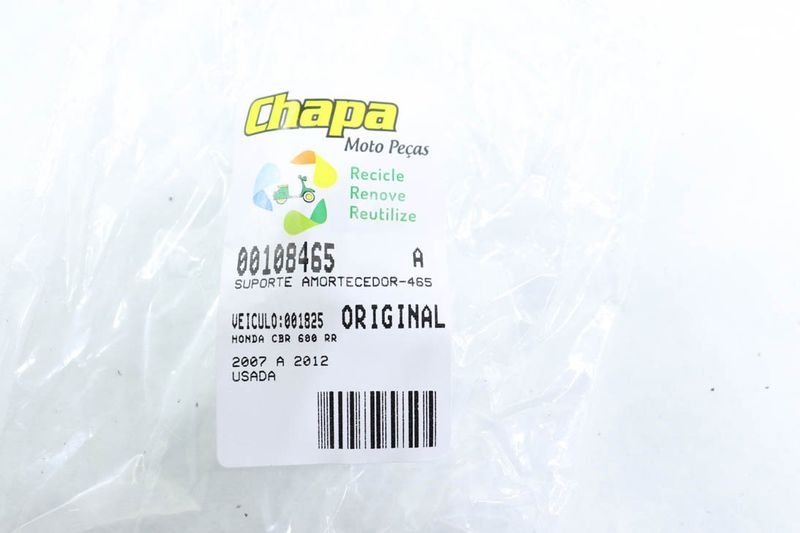 Chapa
Moto Peças
Recicle
Renove
Reutilize
00108465 A
SUPORTE AMORTECEDOR-465
VEICULO:001825 ORIGINAL
HONDA CBR 600 RR
2007 A 2012
USADA